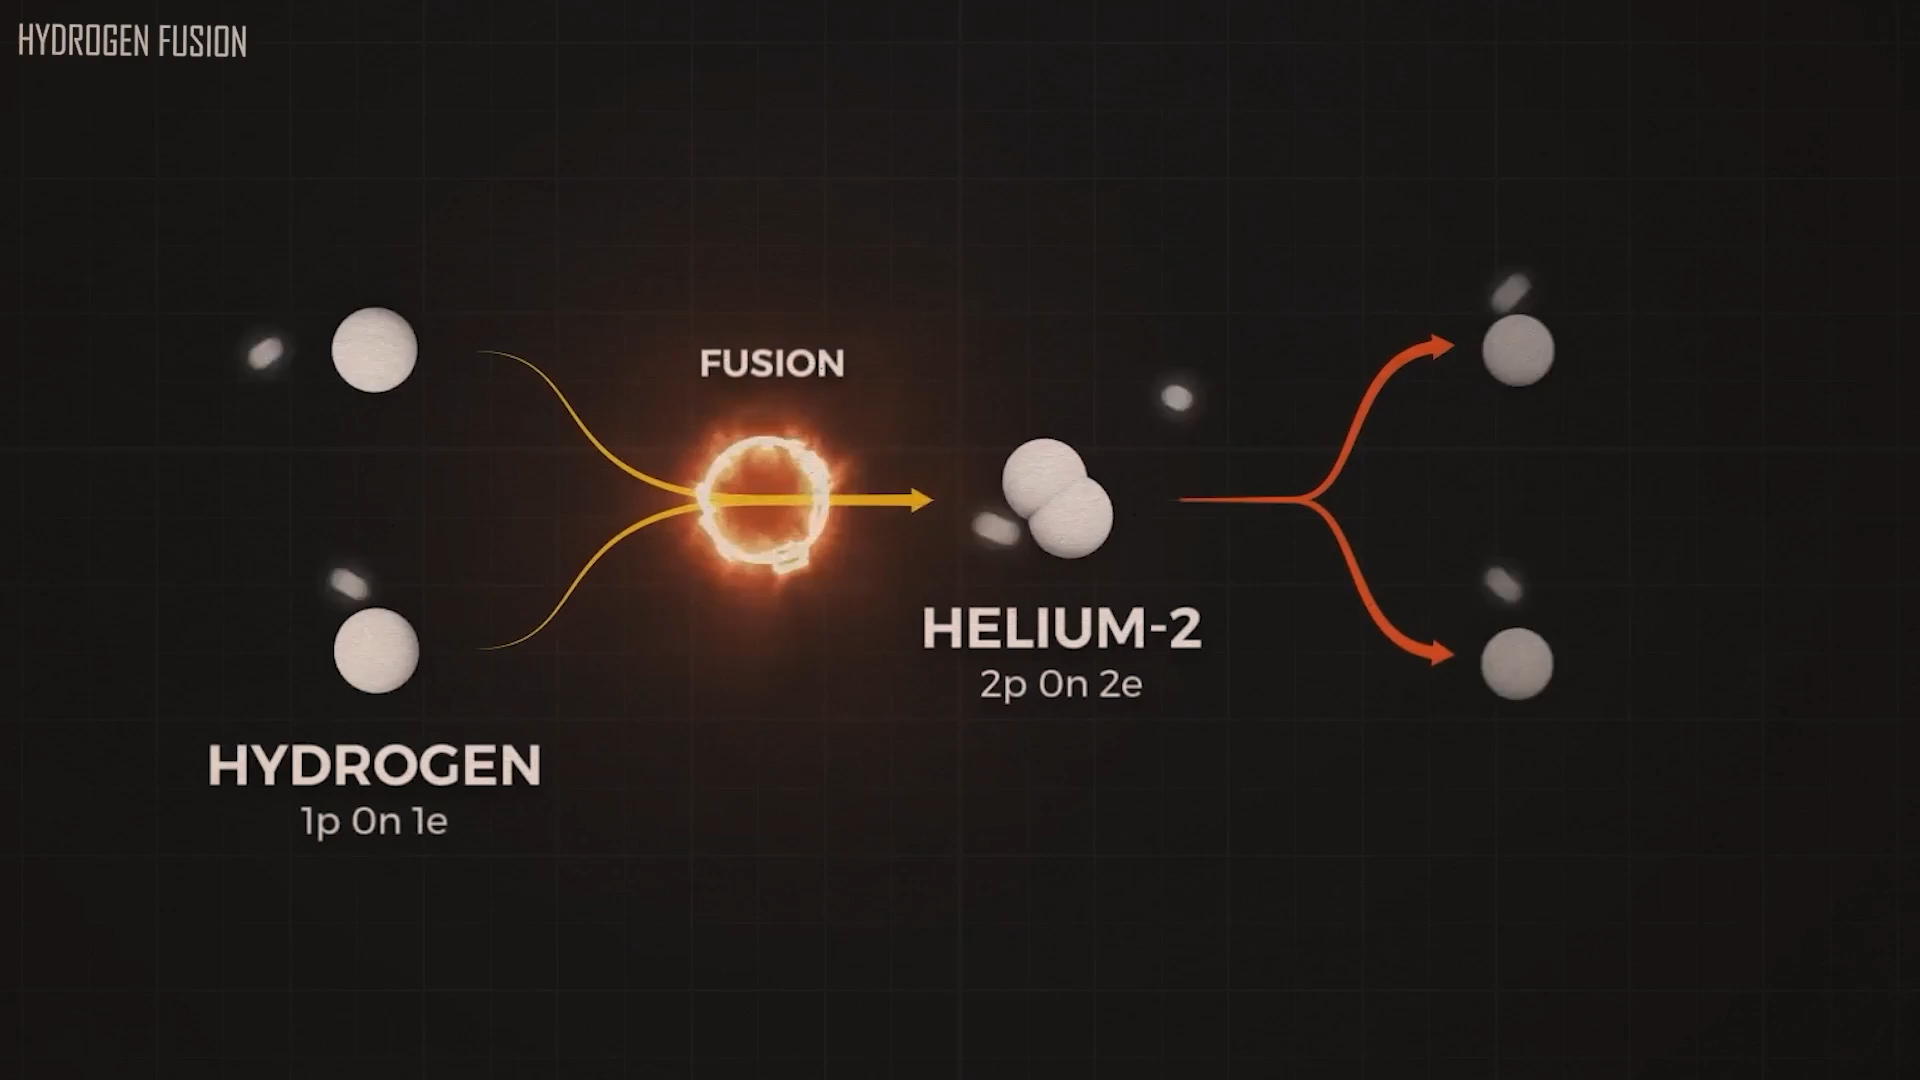 HYDROGEN FUSION
FUSION
HELIUM-2
2p 0n 2e
HYDROGEN
1p 0n 1e